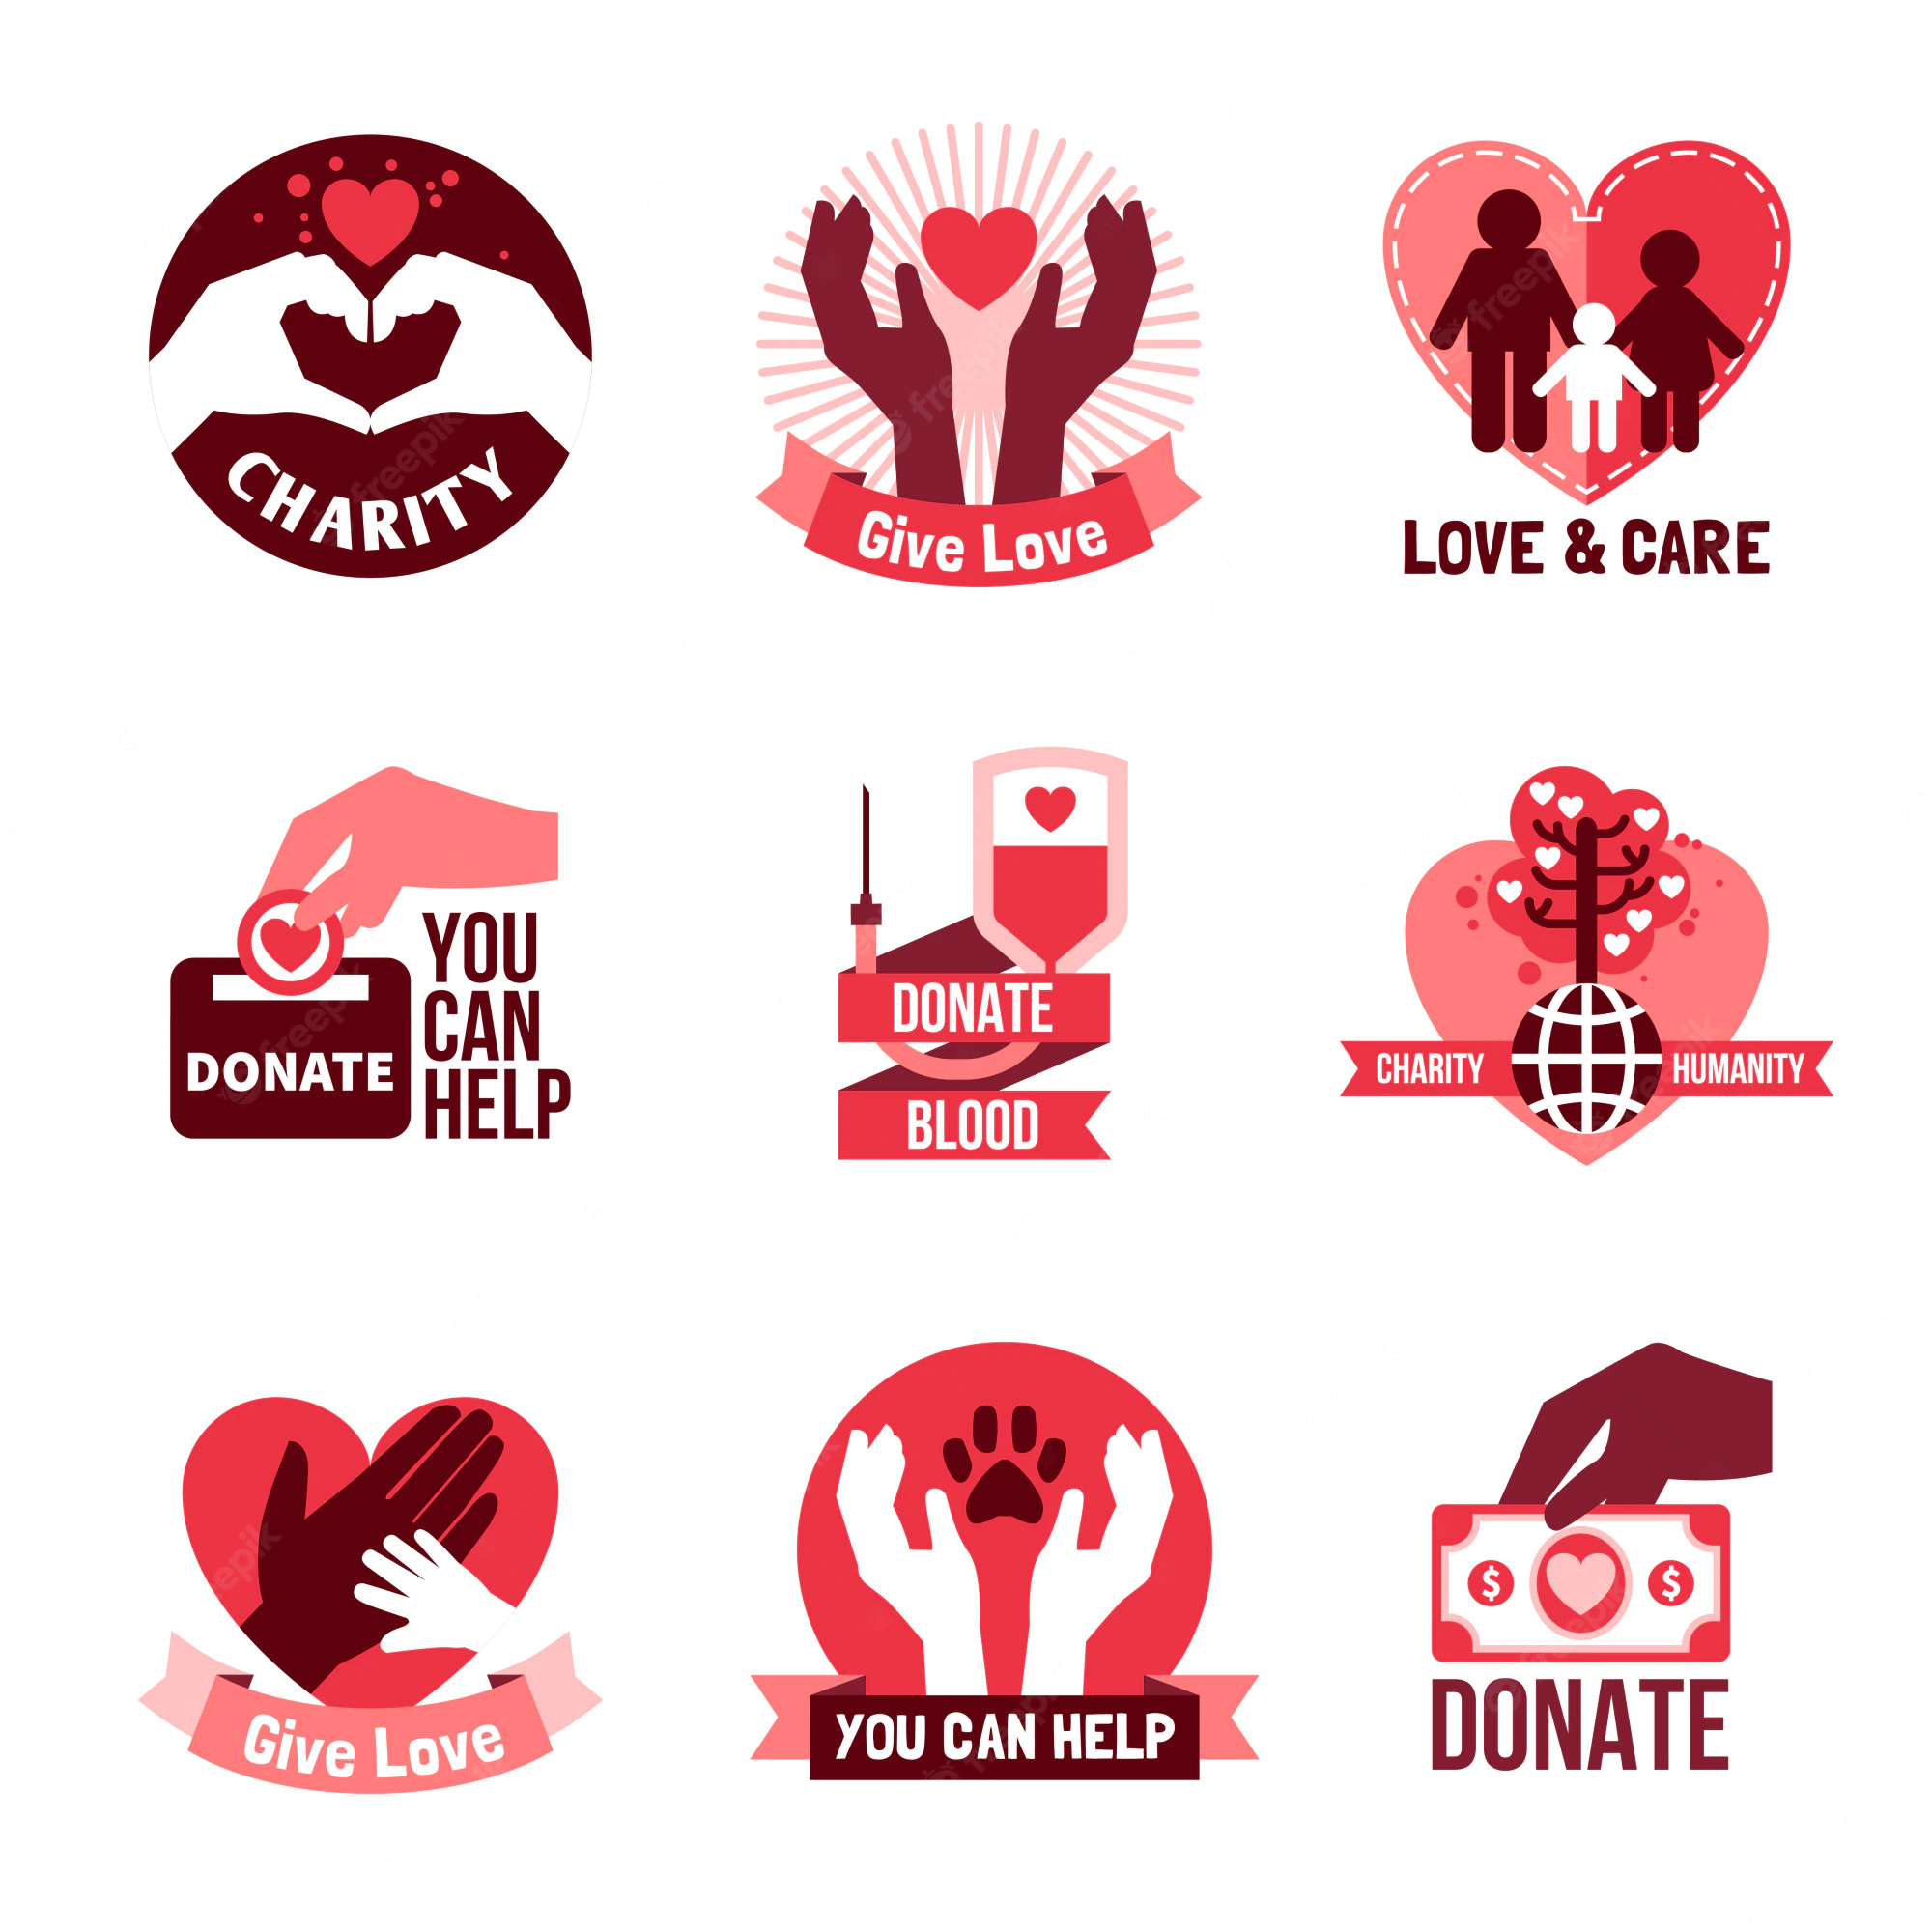 CHARITY
Give Love
LOVE & CARE
DONATE
YOU
CAN
HELP
DONATE
BLOOD
CHARITY HUMANITY
Give Love
YOU CAN HELP
$ $
DONATE
freepik